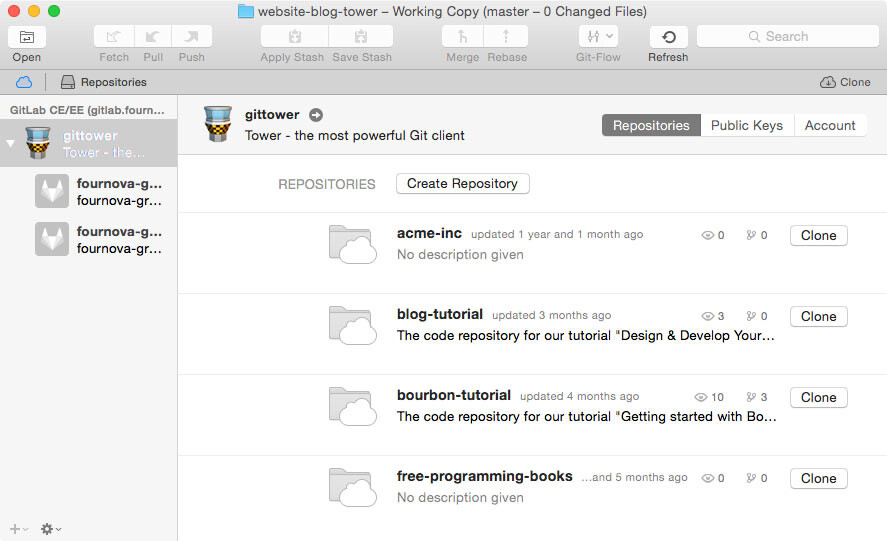 website-blog-tower – Working Copy (master – 0 Changed Files)
Open
Fetch
Pull
Push
Apply Stash
Save Stash
Merge
Rebase
Git-Flow
Refresh
Search
Repositories
Clone
GitLab CE/EE (gitlab.fourn...
gittower
Tower - the...
fournova-g...
fournova-gr...
fournova-g...
fournova-gr...
gittower
Tower - the most powerful Git client
Repositories
Public Keys
Account
REPOSITORIES
Create Repository
acme-inc updated 1 year and 1 month ago 0 0 Clone
No description given
blog-tutorial updated 3 months ago 3 0 Clone
The code repository for our tutorial "Design & Develop Your...
bourbon-tutorial updated 4 months ago 10 3 Clone
The code repository for our tutorial "Getting started with Bo...
free-programming-books ...and 5 months ago 0 0 Clone
No description given